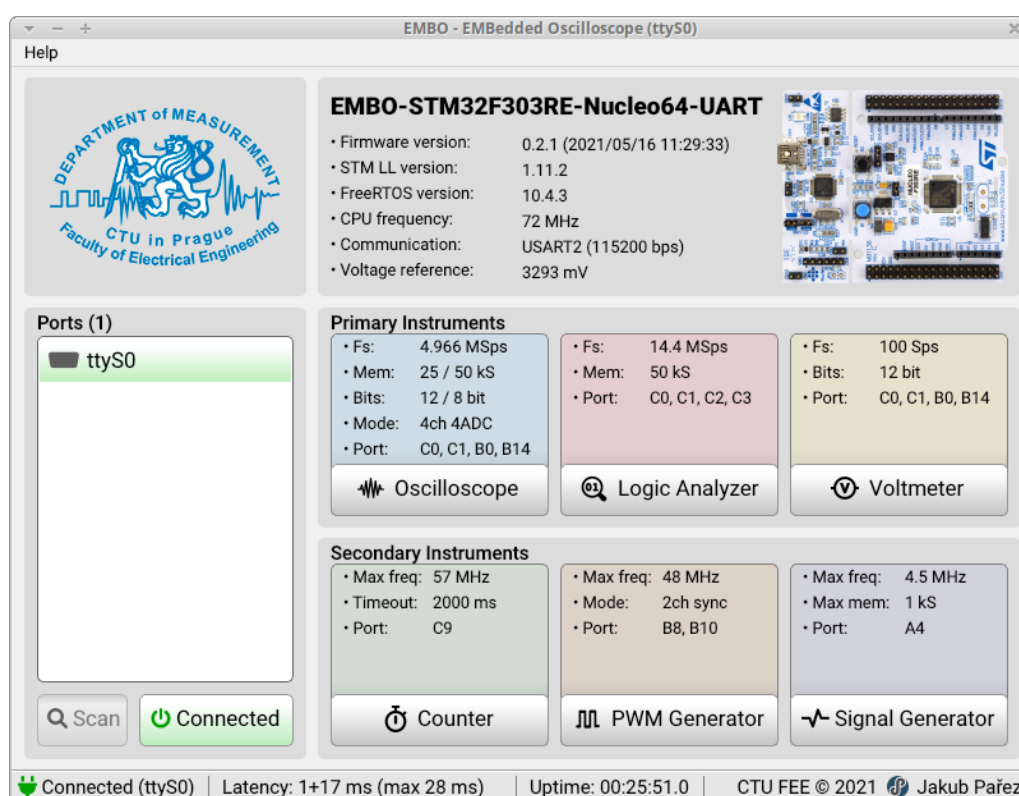 EMBO - EMBedded Oscilloscope (ttyS0)
Help
DEPARTMENT of MEASUREMENT
CTU in Prague
Faculty of Electrical Engineering
EMBO-STM32F303RE-Nucleo64-UART
• Firmware version: 0.2.1 (2021/05/16 11:29:33)
• STM LL version: 1.11.2
• FreeRTOS version: 10.4.3
• CPU frequency: 72 MHz
• Communication: USART2 (115200 bps)
• Voltage reference: 3293 mV
Ports (1)
ttyS0
Scan
Connected
Primary Instruments
• Fs: 4.966 MSps
• Mem: 25 / 50 kS
• Bits: 12 / 8 bit
• Mode: 4ch 4ADC
• Port: C0, C1, B0, B14
Oscilloscope
• Fs: 14.4 MSps
• Mem: 50 kS
• Port: C0, C1, C2, C3
01 Logic Analyzer
• Fs: 100 Sps
• Bits: 12 bit
• Port: C0, C1, B0, B14
V Voltmeter
Secondary Instruments
• Max freq: 57 MHz
• Timeout: 2000 ms
• Port: C9
Counter
• Max freq: 48 MHz
• Mode: 2ch sync
• Port: B8, B10
PWM Generator
• Max freq: 4.5 MHz
• Max mem: 1 kS
• Port: A4
Signal Generator
Connected (ttyS0)
Latency: 1+17 ms (max 28 ms)
Uptime: 00:25:51.0
CTU FEE © 2021 Jakub Pařez